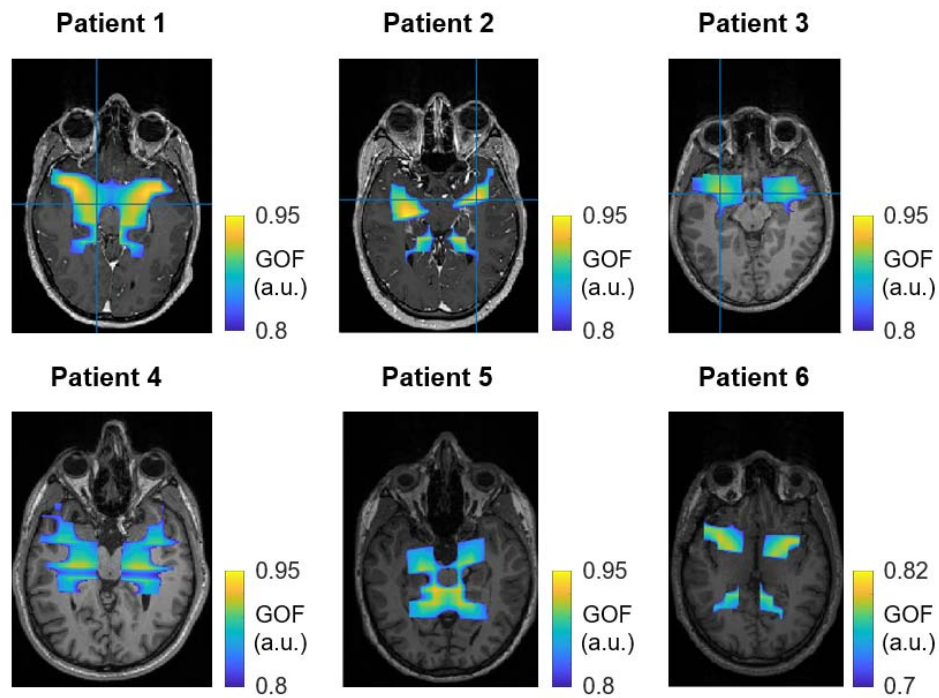 Patient 1
Patient 2
Patient 3
0.95
GOF
(a.u.)
0.8
0.95
GOF
(a.u.)
0.8
0.95
GOF
(a.u.)
0.8
Patient 4
Patient 5
Patient 6
0.95
GOF
(a.u.)
0.8
0.95
GOF
(a.u.)
0.8
0.82
GOF
(a.u.)
0.7